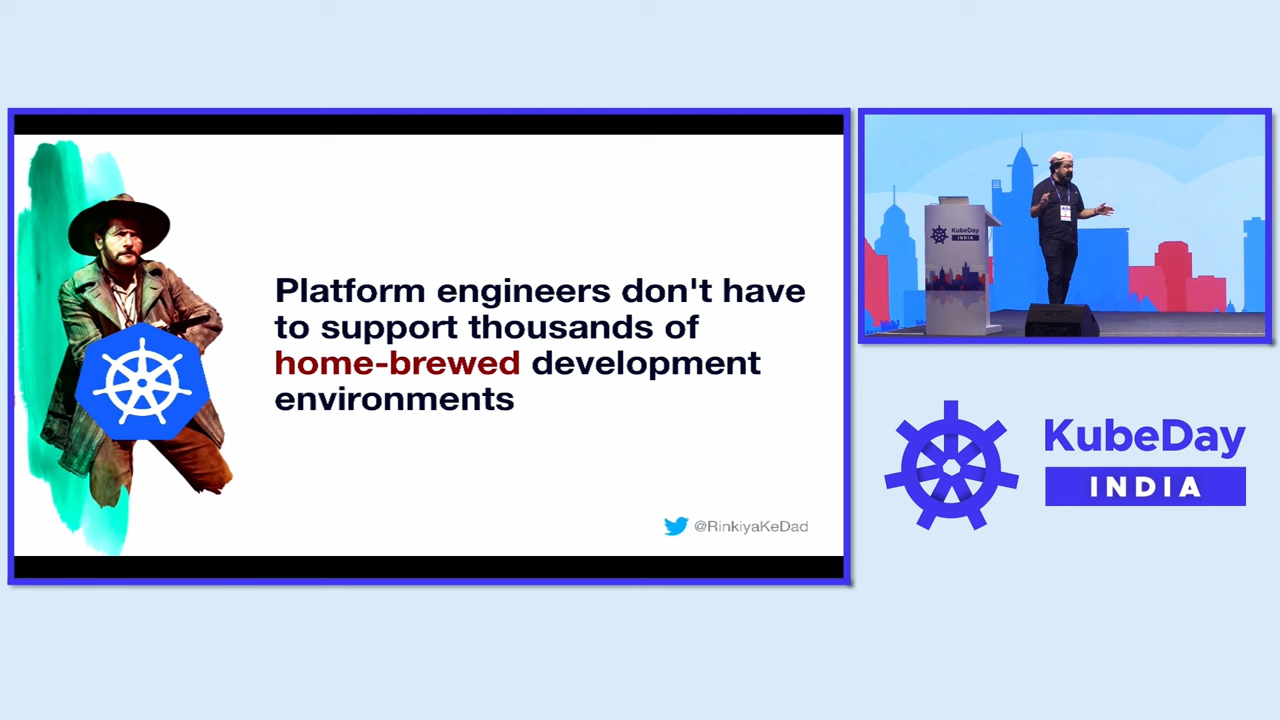 Platform engineers don't have
to support thousands of
home-brewed development
environments
@RinkiyaKeDad
KubeDay
INDIA
KubeDay
INDIA